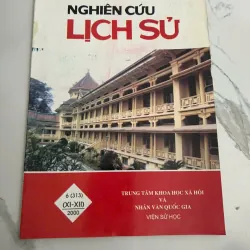 NGHIÊN CỨU
LỊCH SỬ
6 (313)
(XI-XII)
2000
TRUNG TÂM KHOA HỌC XÃ HỘI
VÀ
NHÂN VĂN QUỐC GIA
VIỆN SỬ HỌC